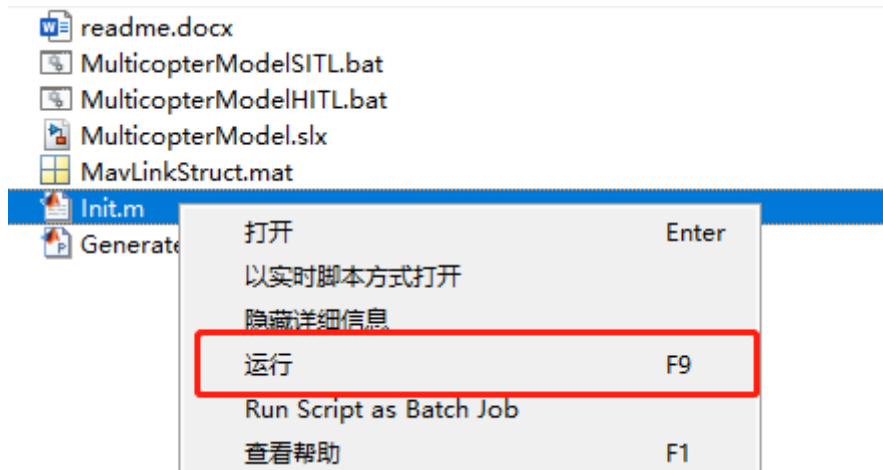 readme.docx
MulticopterModelSITL.bat
MulticopterModelHITL.bat
MulticopterModel.slx
MavLinkStruct.mat
Init.m
Generate
打开 Enter
以实时脚本方式打开
隐藏详细信息
运行 F9
Run Script as Batch Job
查看帮助 F1